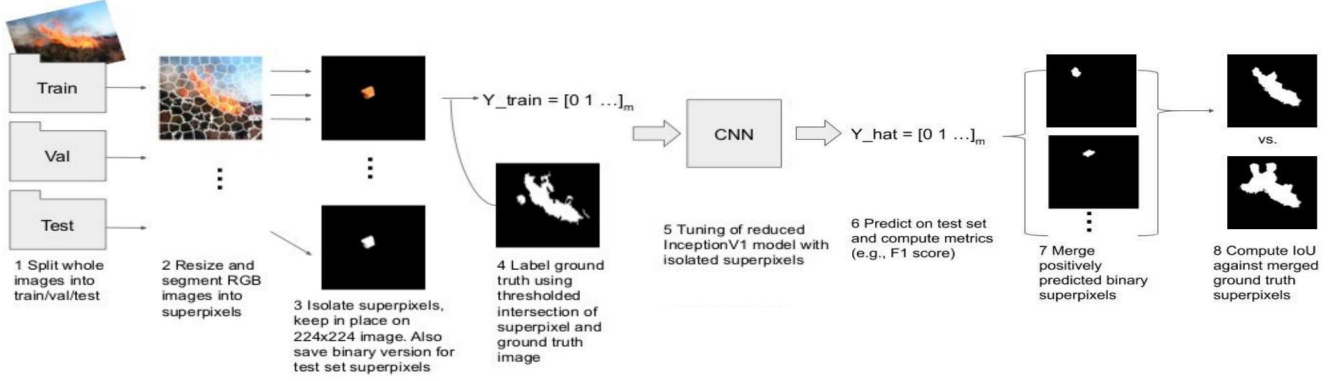 Train
Val
Test
1 Split whole
images into
train/val/test
2 Resize and
segment RGB
images into
superpixels
3 Isolate superpixels,
keep in place on
224x224 image. Also
save binary version for
test set superpixels
Y_train = [0 1 ...]m
4 Label ground
truth using
thresholded
intersection of
superpixel and
ground truth
image
CNN
5 Tuning of reduced
InceptionV1 model with
isolated superpixels
Y_hat = [0 1 ...]m
6 Predict on test set
and compute metrics
(e.g., F1 score)
7 Merge
positively
predicted binary
superpixels
vs.
8 Compute IoU
against merged
ground truth
superpixels